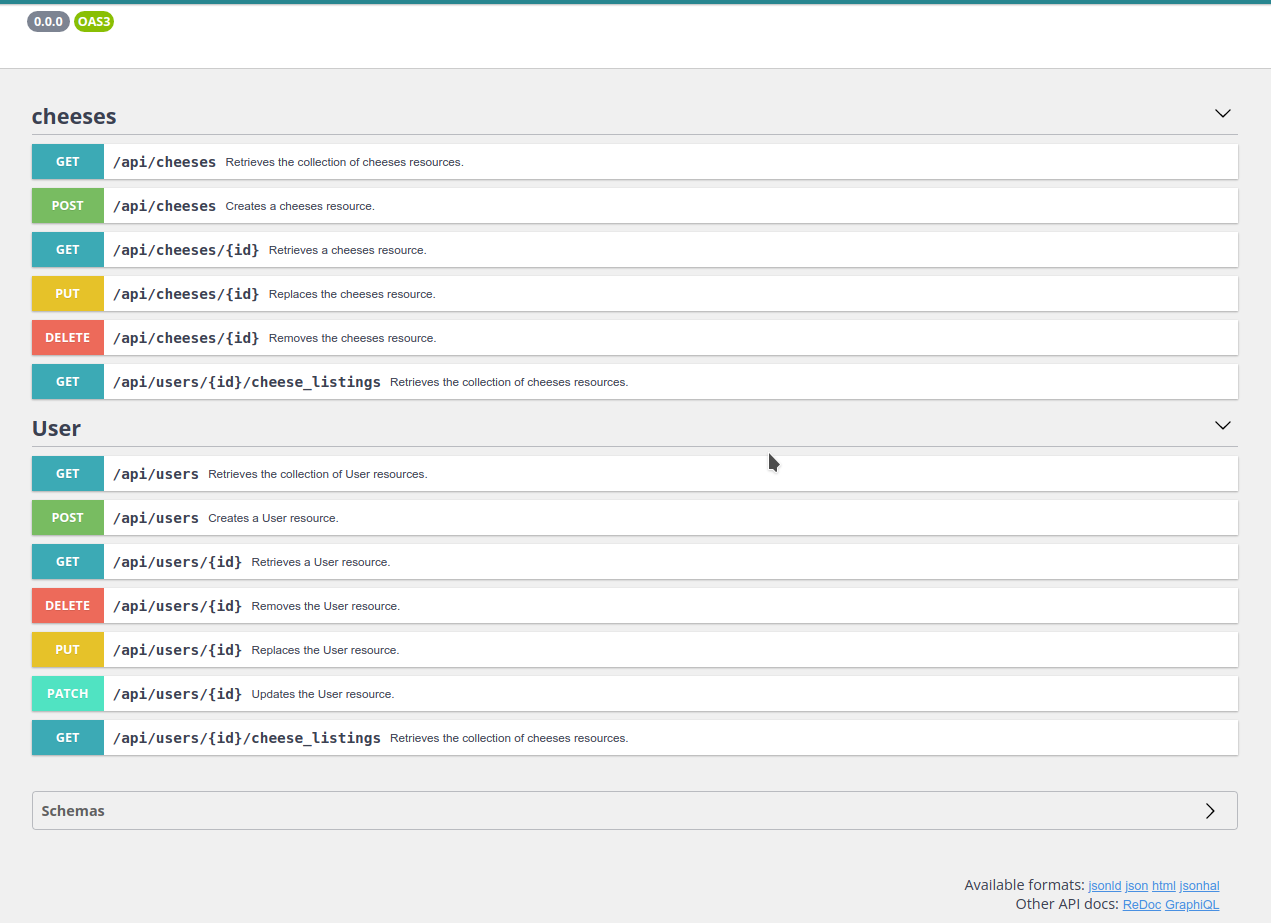 0.0.0 OAS3
cheeses
GET /api/cheeses Retrieves the collection of cheeses resources.
POST /api/cheeses Creates a cheeses resource.
GET /api/cheeses/{id} Retrieves a cheeses resource.
PUT /api/cheeses/{id} Replaces the cheeses resource.
DELETE /api/cheeses/{id} Removes the cheeses resource.
GET /api/users/{id}/cheese_listings Retrieves the collection of cheeses resources.
User
GET /api/users Retrieves the collection of User resources.
POST /api/users Creates a User resource.
GET /api/users/{id} Retrieves a User resource.
DELETE /api/users/{id} Removes the User resource.
PUT /api/users/{id} Replaces the User resource.
PATCH /api/users/{id} Updates the User resource.
GET /api/users/{id}/cheese_listings Retrieves the collection of cheeses resources.
Schemas
Available formats: jsonld json html jsonhal
Other API docs: ReDoc GraphiQL